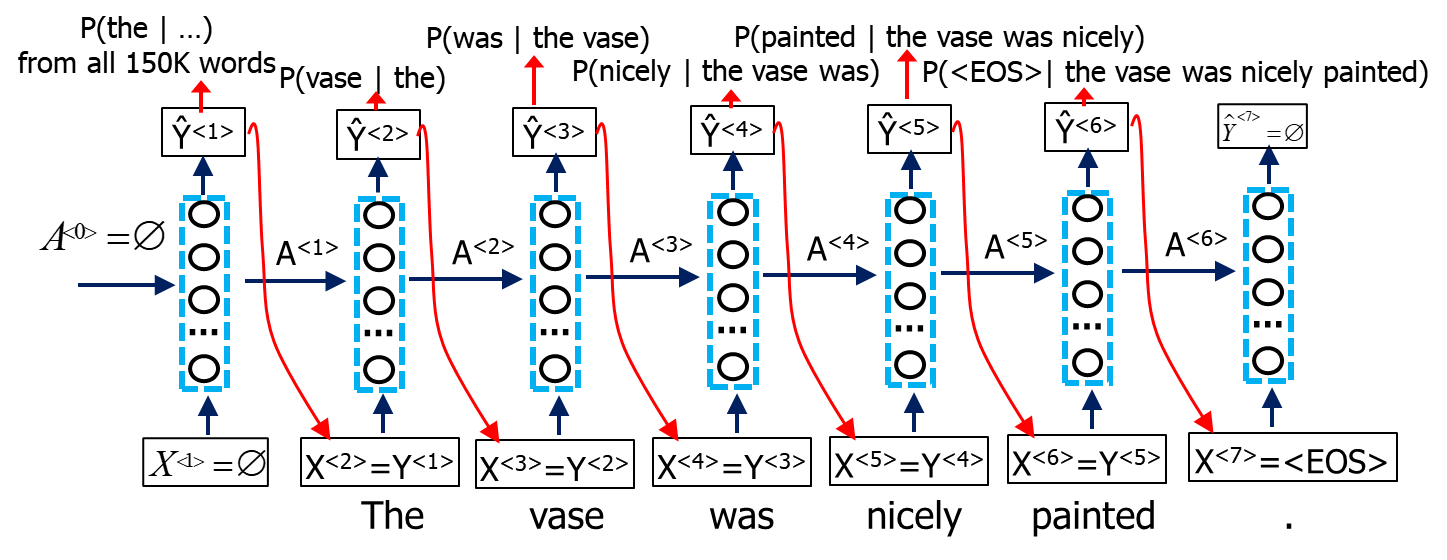 P(the | ...)
from all 150K words
P(vase | the)
P(was | the vase)
P(nicely | the vase was)
P(painted | the vase was nicely)
P(<EOS>| the vase was nicely painted)
Ŷ<1>
Ŷ<2>
Ŷ<3>
Ŷ<4>
Ŷ<5>
Ŷ<6>
Ŷ<7> = ∅
A<0> = ∅
A<1>
A<2>
A<3>
A<4>
A<5>
A<6>
...
...
...
...
...
...
...
X<1> = ∅
X<2>=Y<1>
X<3>=Y<2>
X<4>=Y<3>
X<5>=Y<4>
X<6>=Y<5>
X<7>=<EOS>
The
vase
was
nicely
painted
.